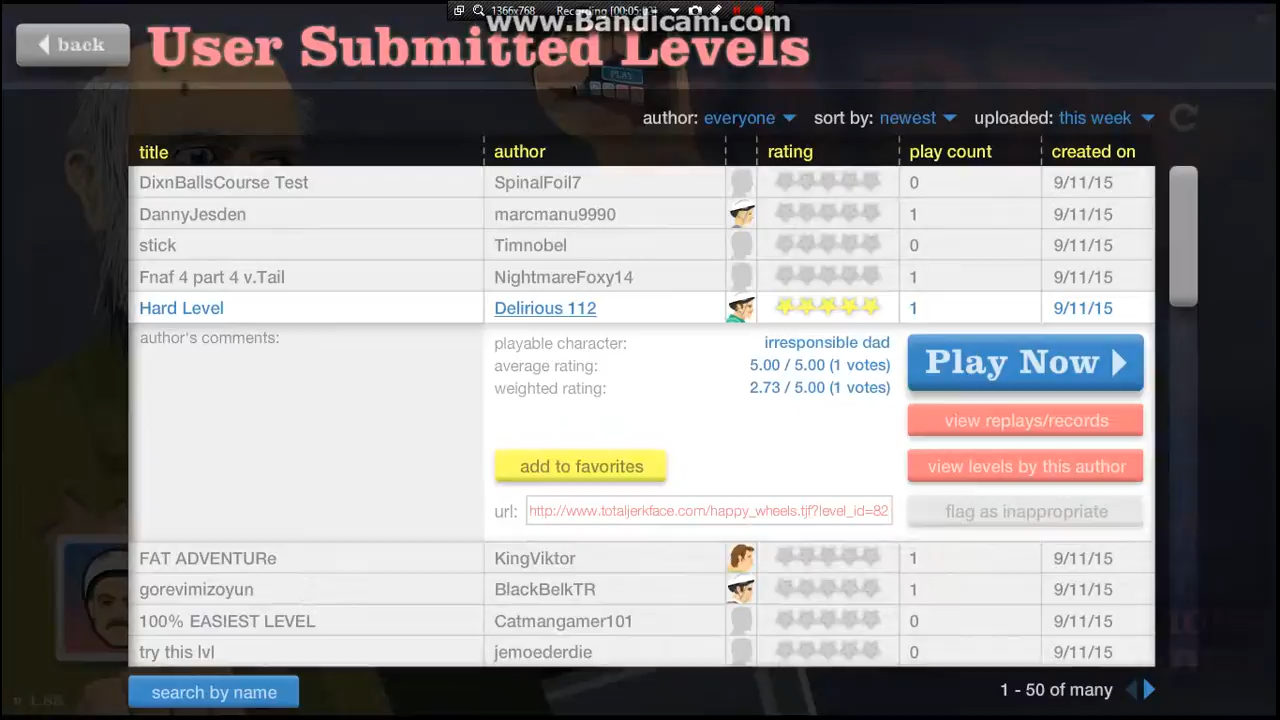 1366x768 Recording
www.Bandicam.com
back
User Submitted Levels
PLAY
author: everyone sort by: newest uploaded: this week
title author rating play count created on
DixnBallsCourse Test SpinalFoil7 0 9/11/15
DannyJesden marcmanu9990 1 9/11/15
stick Timnobel 0 9/11/15
Fnaf 4 part 4 v.Tail NightmareFoxy14 1 9/11/15
Hard Level Delirious 112 1 9/11/15
author's comments:
playable character: irresponsible dad
average rating: 5.00 / 5.00 (1 votes)
weighted rating: 2.73 / 5.00 (1 votes)
Play Now
view replays/records
add to favorites
view levels by this author
url: http://www.totaljerkface.com/happy_wheels.tjf?level_id=82
flag as inappropriate
FAT ADVENTURe KingViktor 1 9/11/15
gorevimizoyun BlackBelkTR 1 9/11/15
100% EASIEST LEVEL Catmangamer101 0 9/11/15
try this lvl jemoederdie 0 9/11/15
search by name
1 - 50 of many